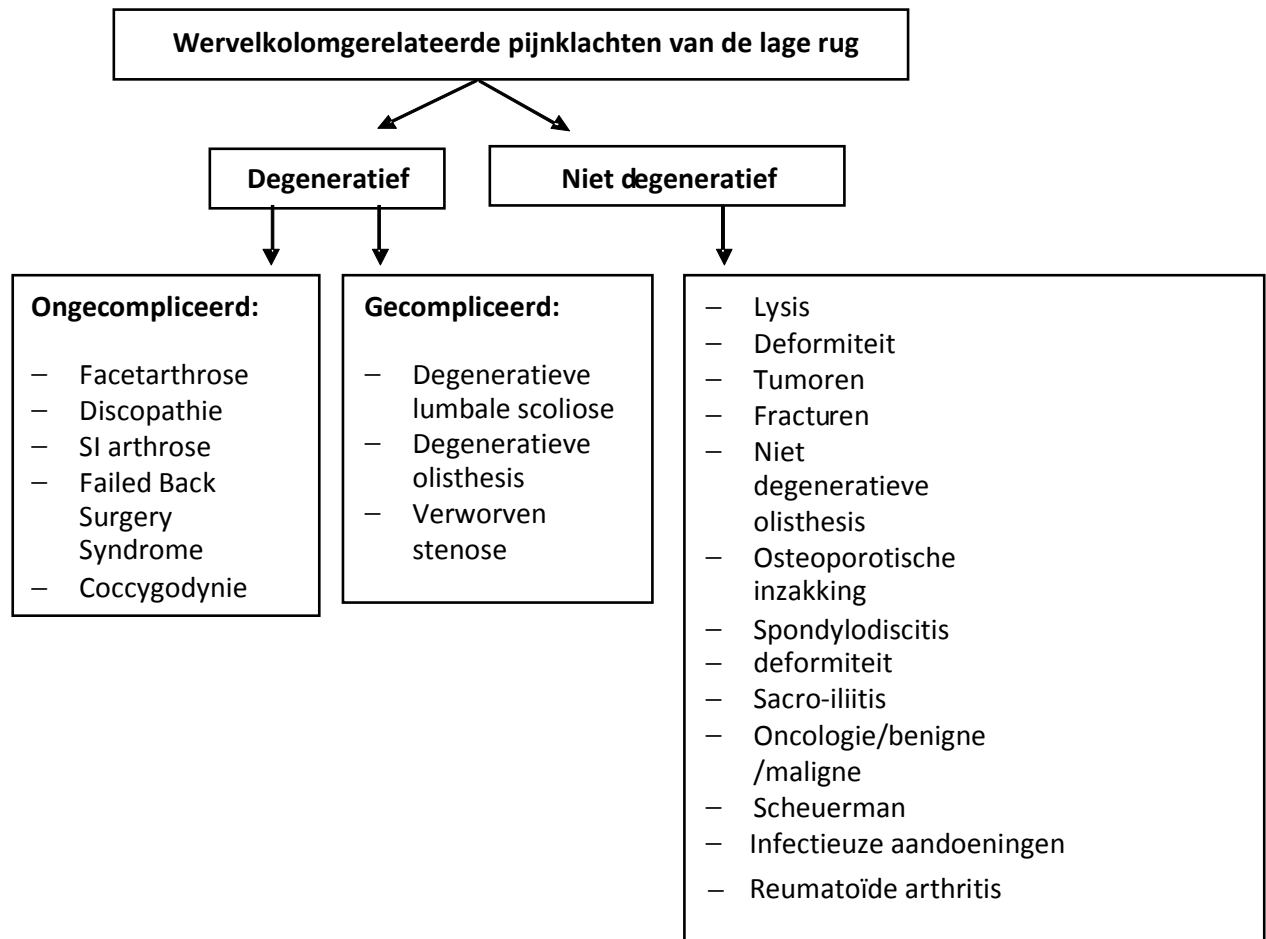 Wervelkolomgerelateerde pijnklachten van de lage rug
Degeneratief
Niet degeneratief
Ongecompliceerd:
– Facetarthrose
– Discopathie
– SI arthrose
– Failed Back
Surgery
Syndrome
– Coccygodynie
Gecompliceerd:
– Degeneratieve
lumbale scoliose
– Degeneratieve
olisthesis
– Verworven
stenose
– Lysis
– Deformiteit
– Tumoren
– Fracturen
– Niet
degeneratieve
olisthesis
– Osteoporotische
inzakking
– Spondylodiscitis
– deformiteit
– Sacro-iliitis
– Oncologie/benigne
/maligne
– Scheuerman
– Infectieuze aandoeningen
– Reumatoïde arthritis